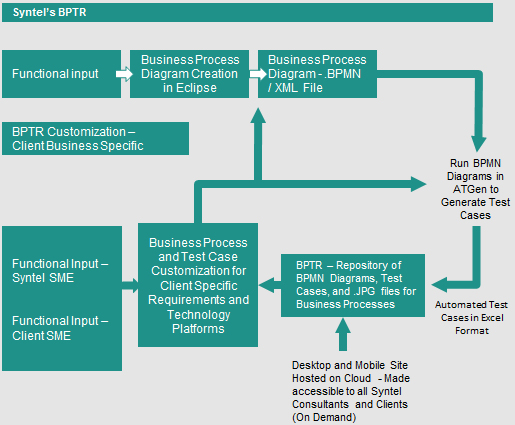 Syntel's BPTR
Functional input
Business Process
Diagram Creation
in Eclipse
Business Process
Diagram - .BPMN
/ XML File
BPTR Customization –
Client Business Specific
Run BPMN
Diagrams in
ATGen to
Generate Test
Cases
Functional Input –
Syntel SME
Functional Input –
Client SME
Business Process
and Test Case
Customization for
Client Specific
Requirements and
Technology
Platforms
BPTR – Repository of
BPMN Diagrams, Test
Cases, and .JPG files for
Business Processes
Automated Test
Cases in Excel
Format
Desktop and Mobile Site
Hosted on Cloud - Made
accessible to all Syntel
Consultants and Clients
(On Demand)